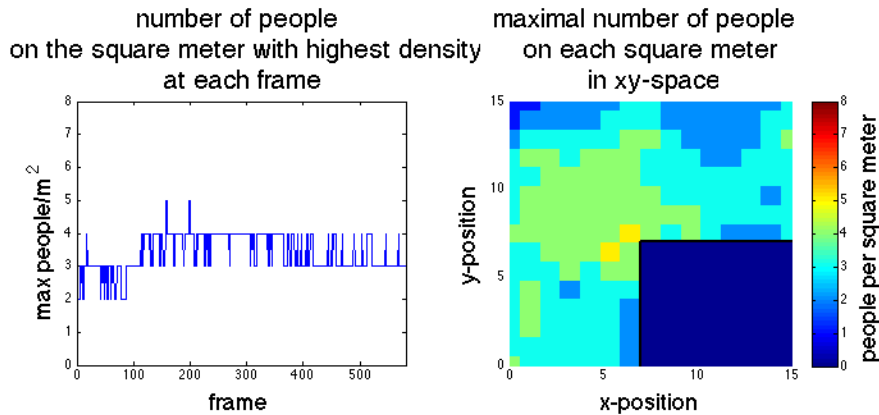 number of people
on the square meter with highest density
at each frame
8
7
6
5
4
3
2
1
0
max people/m²
0
100
200
300
400
500
frame
maximal number of people
on each square meter
in xy-space
15
10
5
0
y-position
0
5
10
15
x-position
8
7
6
5
4
3
2
1
0
people per square meter